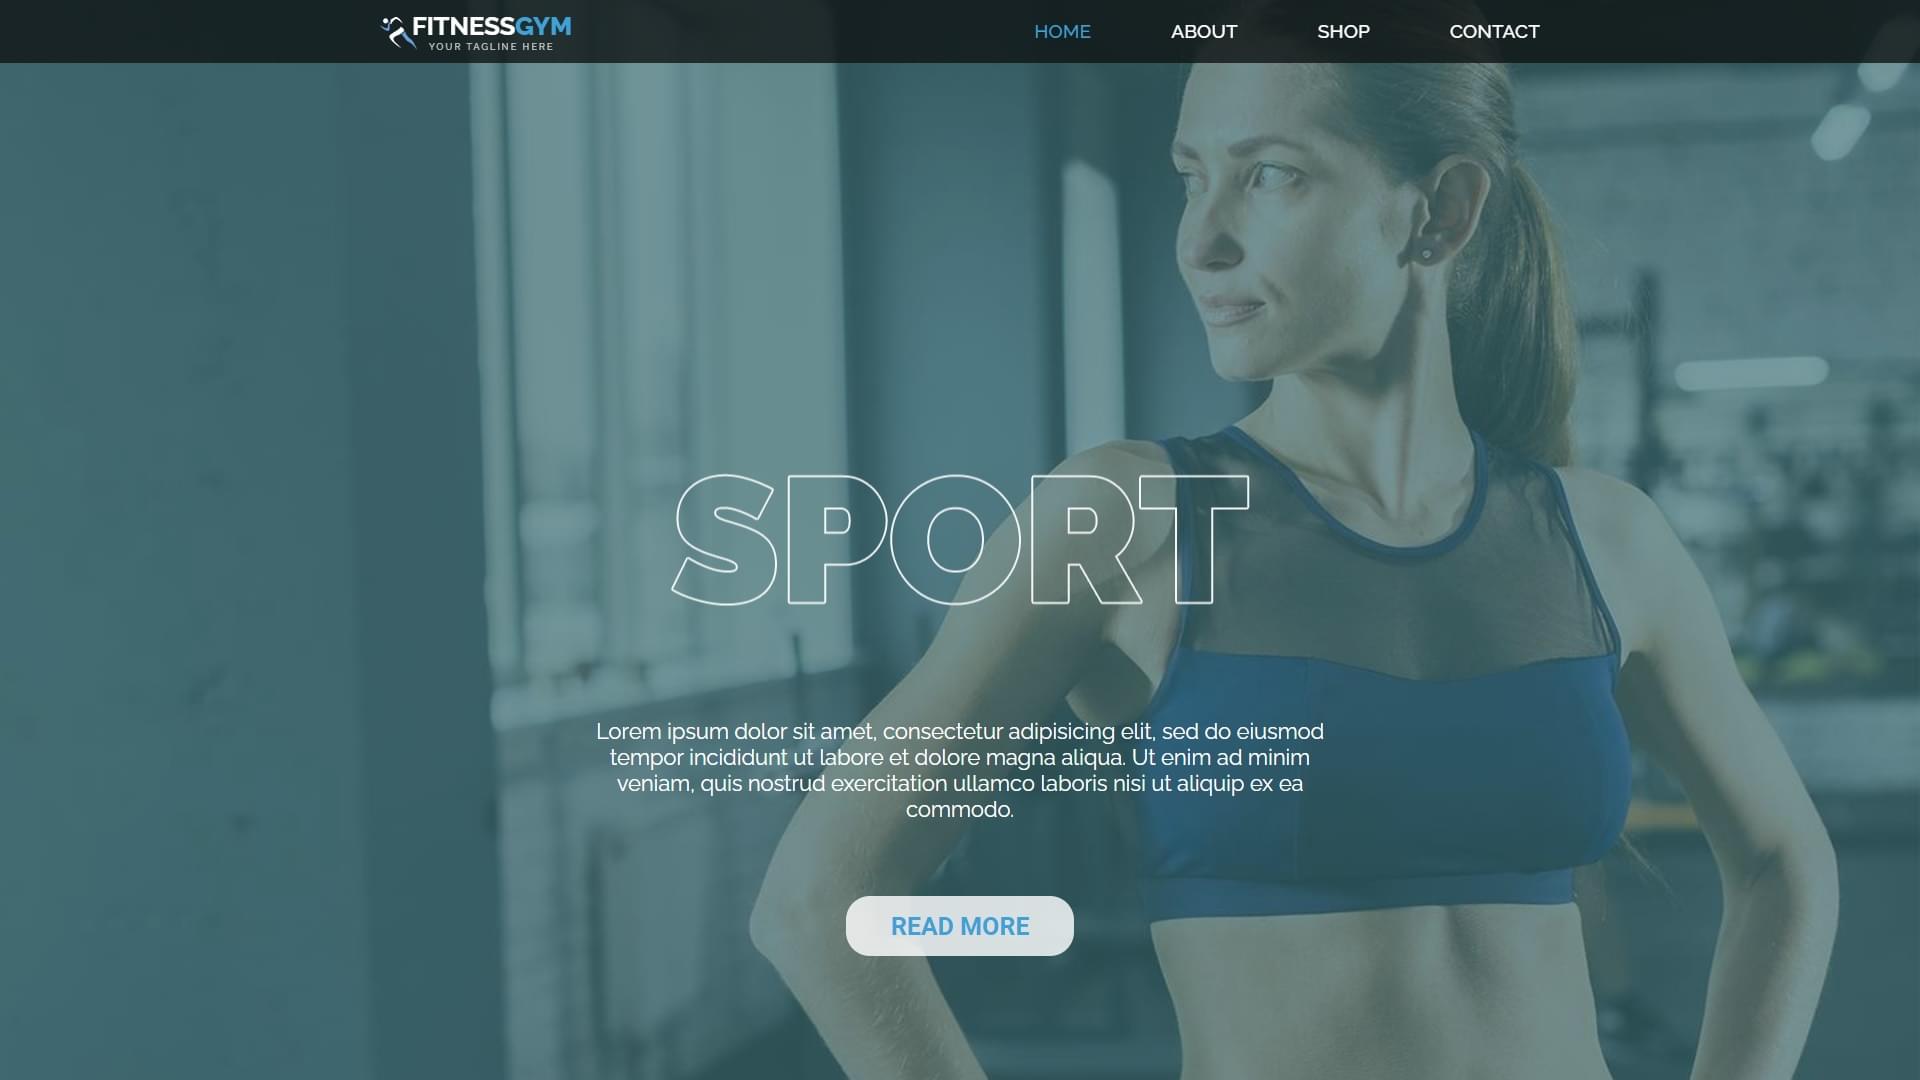 FITNESSGYM
YOUR TAGLINE HERE
HOME
ABOUT
SHOP
CONTACT
SPORT
Lorem ipsum dolor sit amet, consectetur adipisicing elit, sed do eiusmod
tempor incididunt ut labore et dolore magna aliqua. Ut enim ad minim
veniam, quis nostrud exercitation ullamco laboris nisi ut aliquip ex ea
commodo.
READ MORE